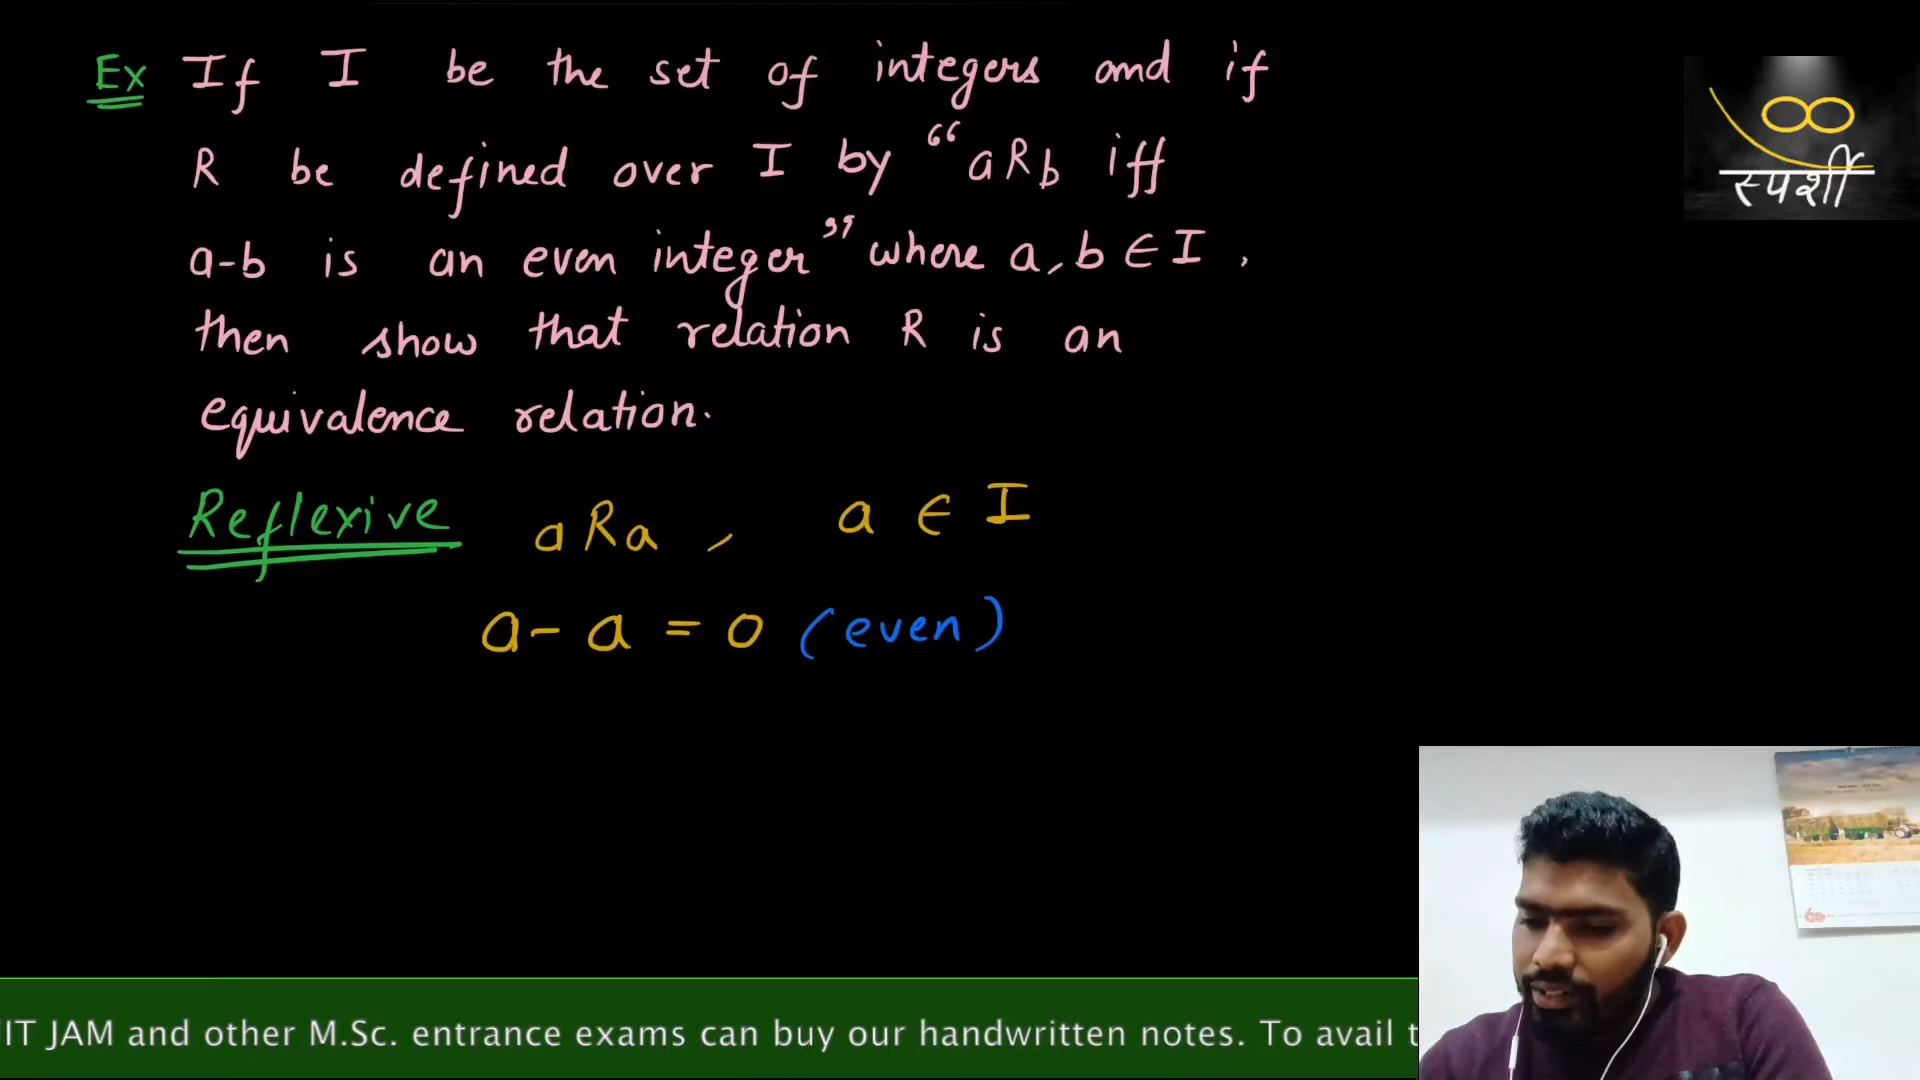 Ex If I be the set of integers and if
R be defined over I by “aRb iff
a-b is an even integer” where a, b ∈ I,
then show that relation R is an
equivalence relation.
Reflexive aRa, a ∈ I
a - a = 0 (even)
स्पर्शी
IIT JAM and other M.Sc. entrance exams can buy our handwritten notes. To avail t